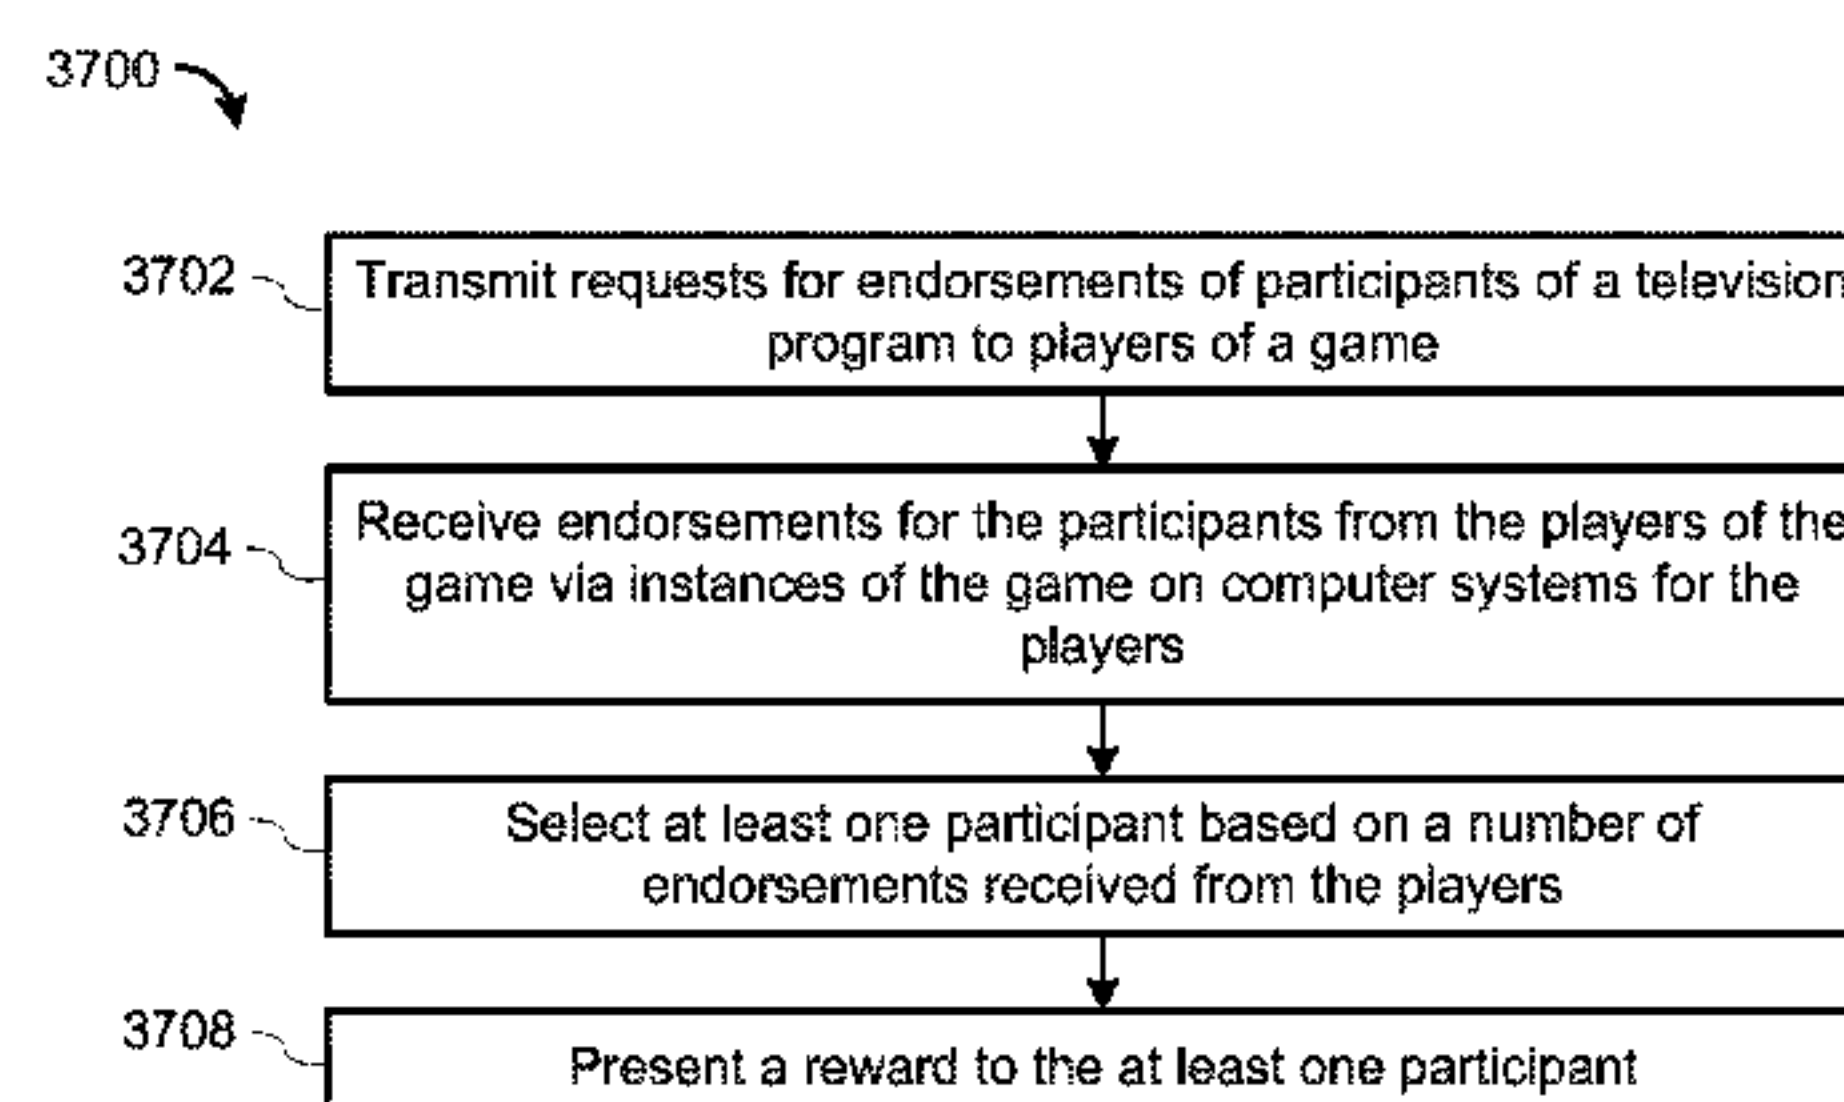 3700
3702
Transmit requests for endorsements of participants of a television
program to players of a game
3704
Receive endorsements for the participants from the players of the
game via instances of the game on computer systems for the
players
3706
Select at least one participant based on a number of
endorsements received from the players
3708
Present a reward to the at least one participant